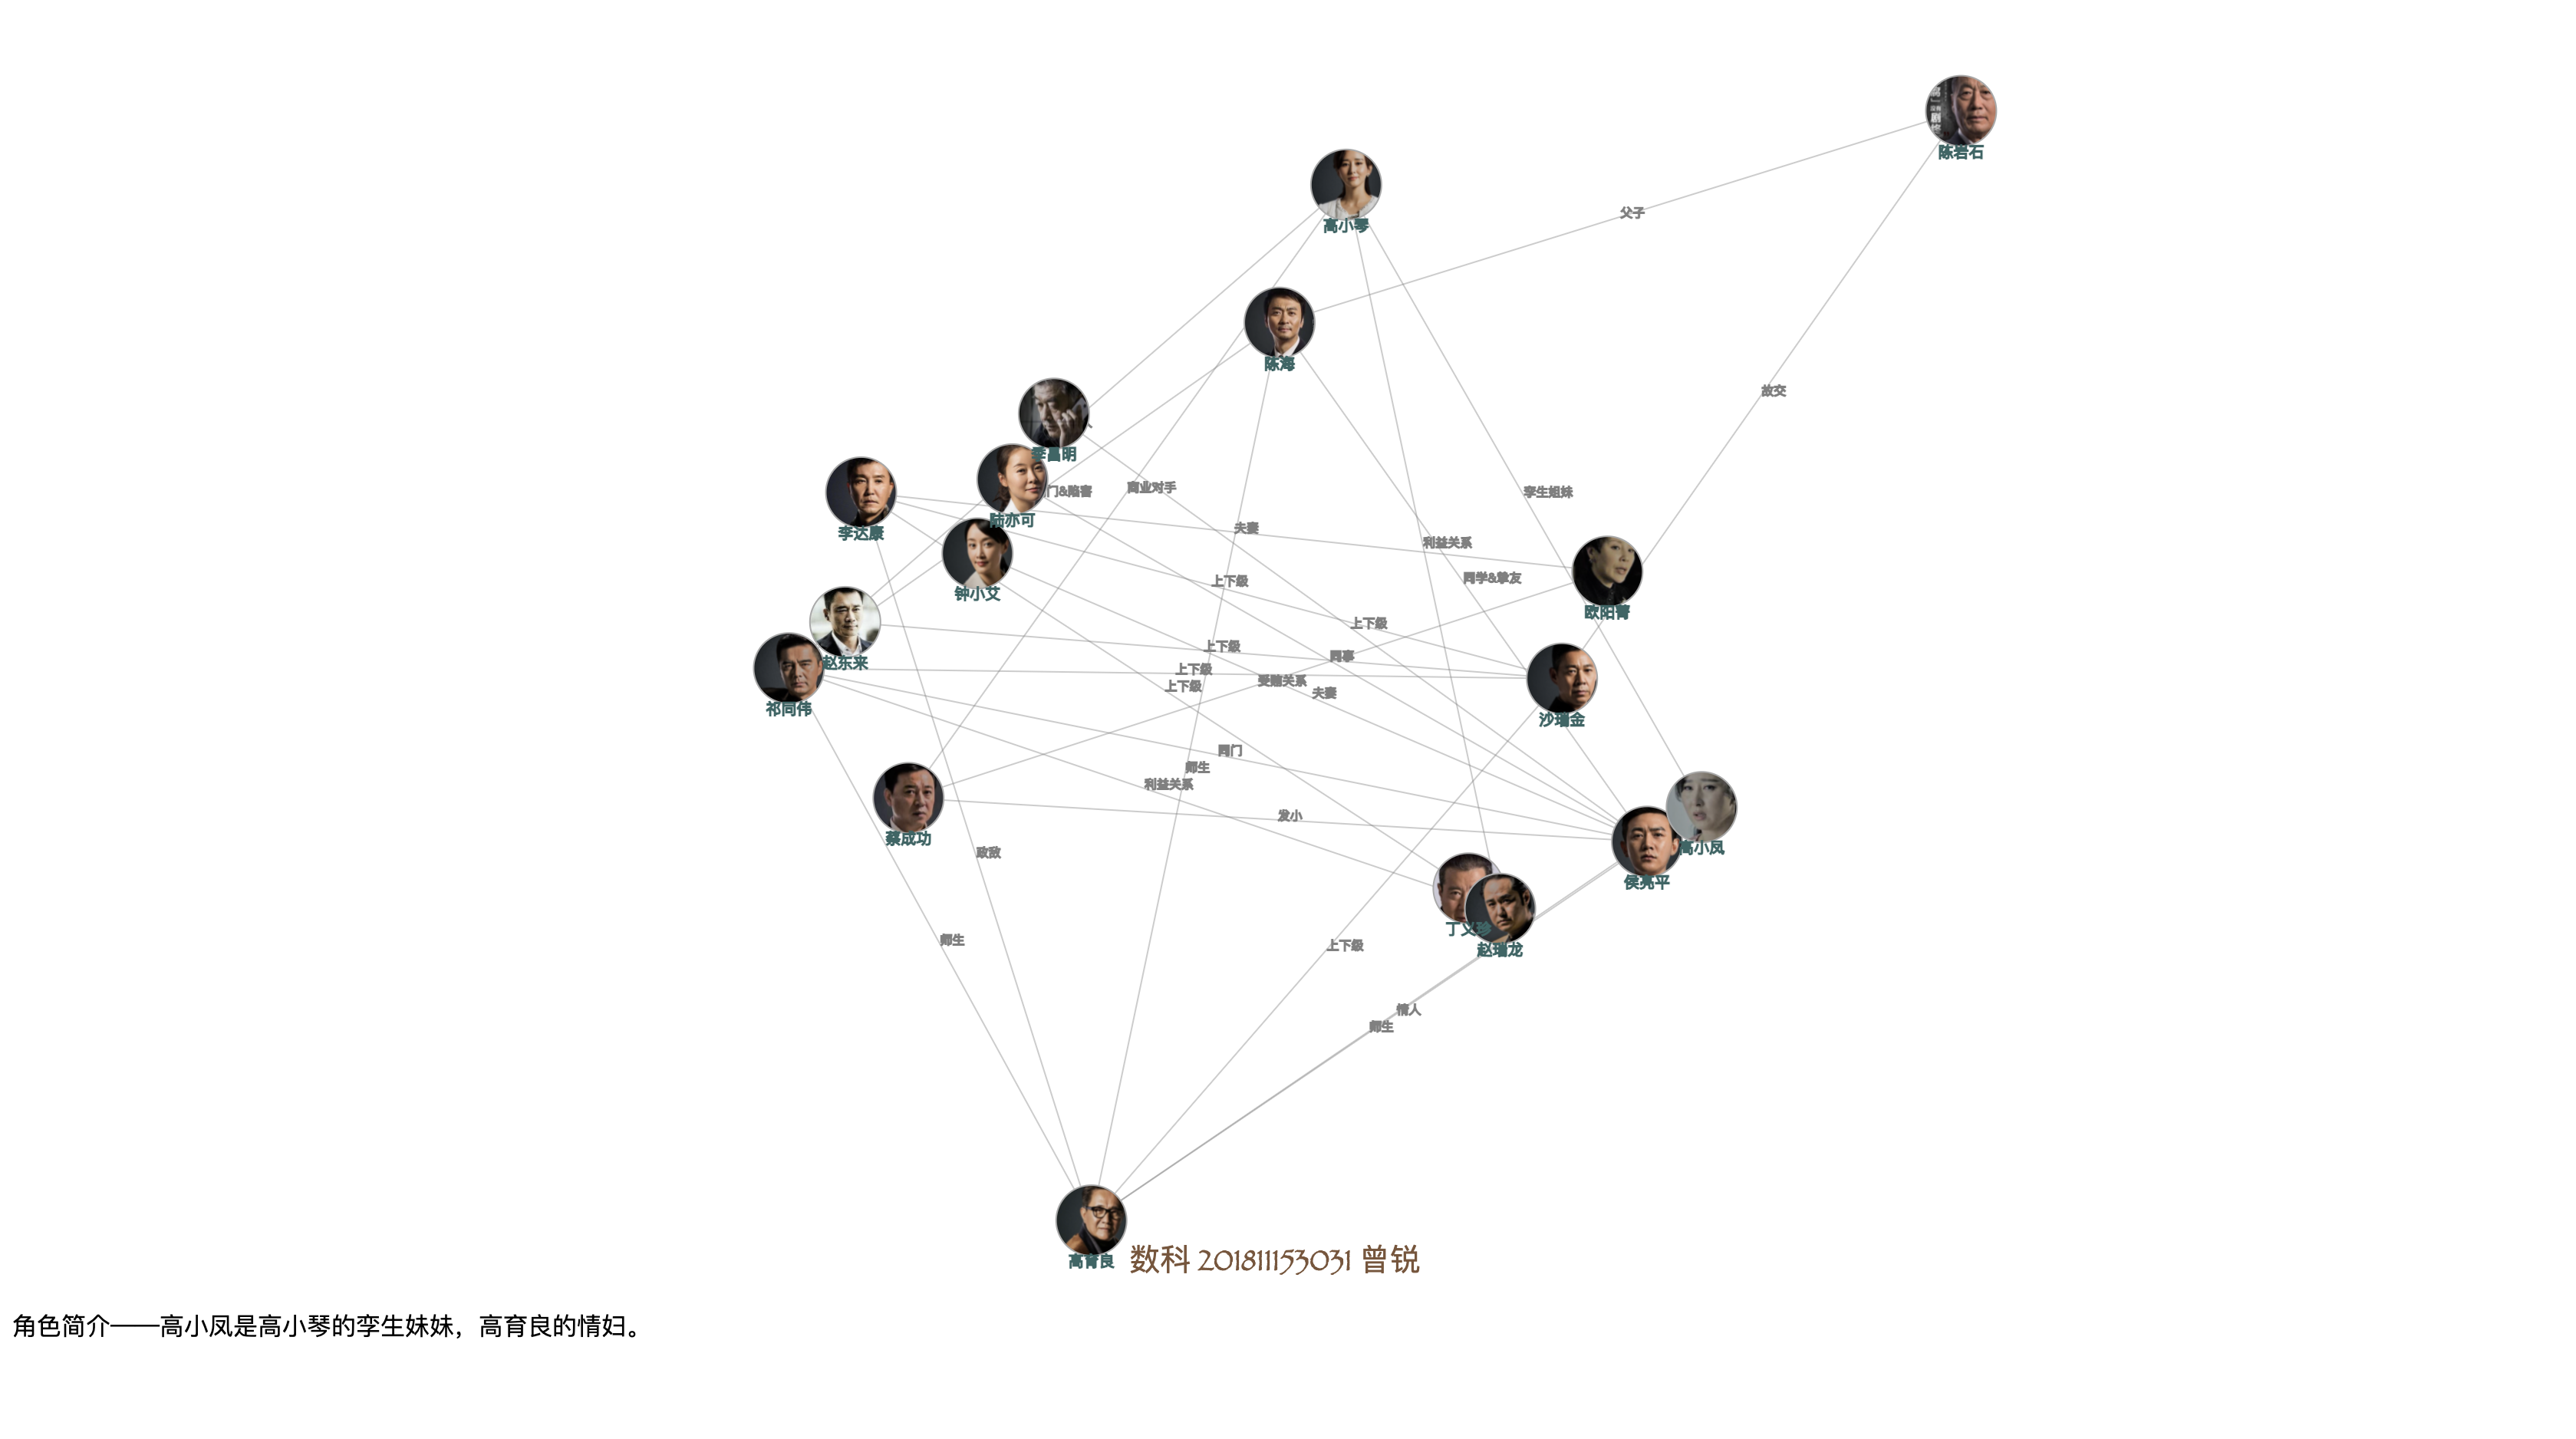 陈岩石
父子
高小琴
陈海
故交
季昌明
门&陷害
商业对手
孪生姐妹
陆亦可
李达康
夫妻
利益关系
同学&挚友
上下级
钟小艾
欧阳菁
上下级
上下级
同事
赵东来
上下级
受贿关系
上下级
夫妻
祁同伟
沙瑞金
同门
师生
利益关系
发小
蔡成功
政敌
高小凤
侯亮平
丁义珍
赵瑞龙
师生
上下级
情人
师生
高育良
数科 201811153031 曾锐
角色简介——高小凤是高小琴的孪生妹妹，高育良的情妇。